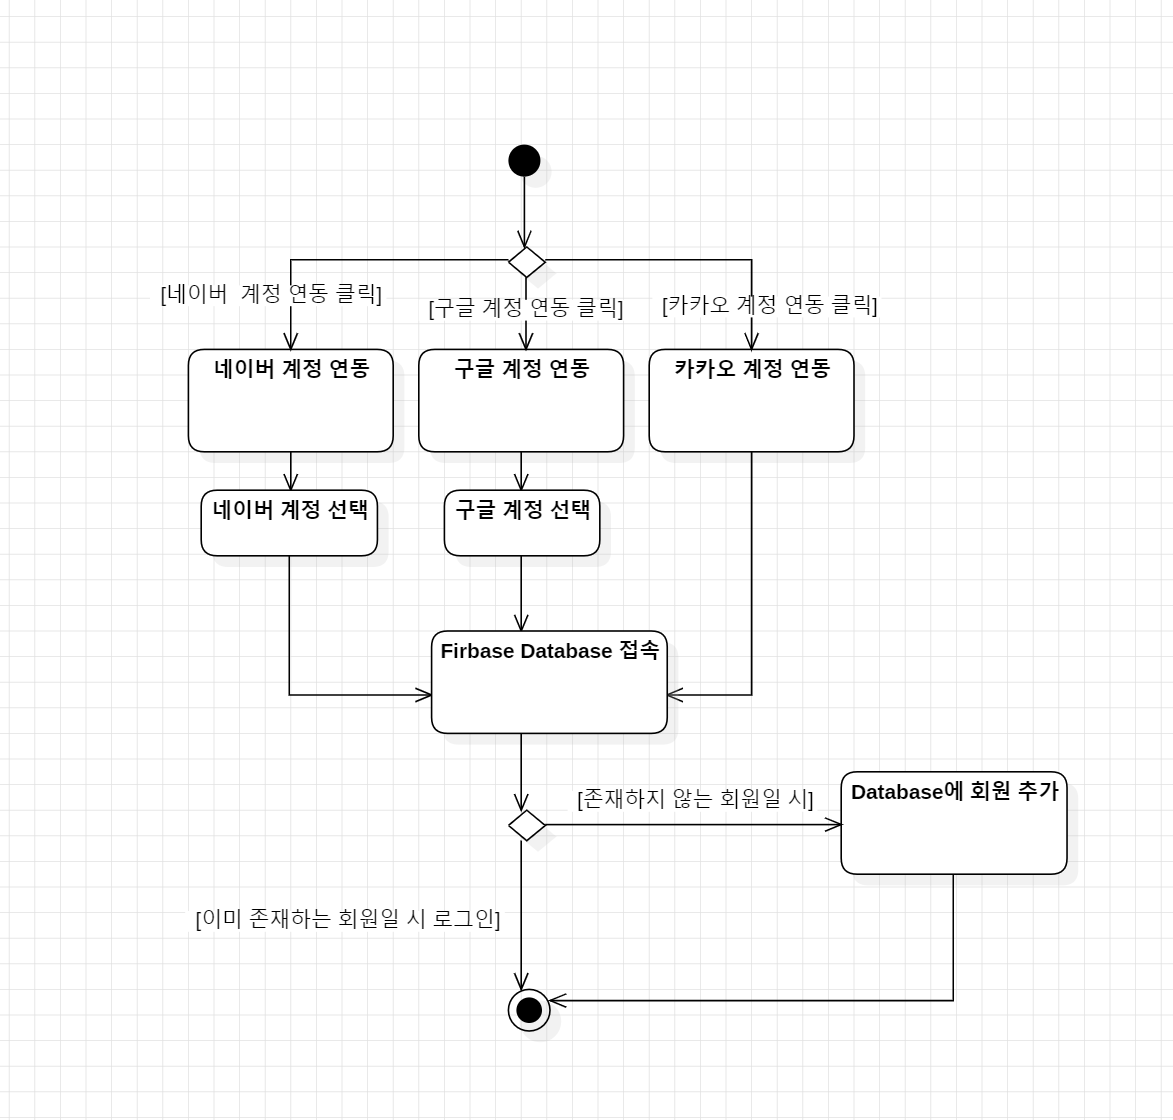 [네이버  계정 연동 클릭]
[구글 계정 연동 클릭]
[카카오 계정 연동 클릭]
네이버 계정 연동
구글 계정 연동
카카오 계정 연동
네이버 계정 선택
구글 계정 선택
Firbase Database 접속
[존재하지 않는 회원일 시]
Database에 회원 추가
[이미 존재하는 회원일 시 로그인]